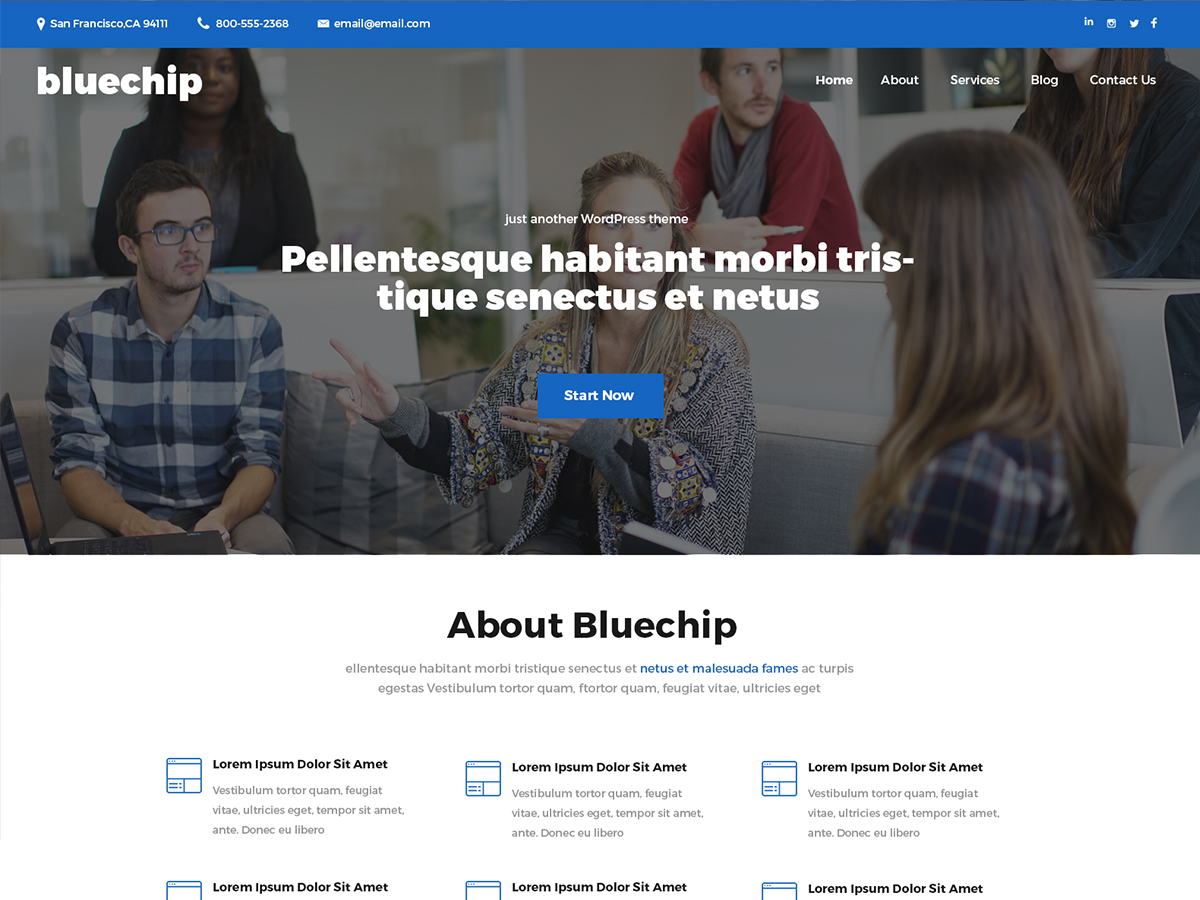 San Francisco,CA 94111 800-555-2368 email@email.com in
bluechip Home About Services Blog Contact Us
just another WordPress theme
Pellentesque habitant morbi tris-
tique senectus et netus
Start Now
About Bluechip
ellentesque habitant morbi tristique senectus et netus et malesuada fames ac turpis
egestas Vestibulum tortor quam, ftortor quam, feugiat vitae, ultricies eget
Lorem Ipsum Dolor Sit Amet
Vestibulum tortor quam, feugiat
vitae, ultricies eget, tempor sit amet,
ante. Donec eu libero
Lorem Ipsum Dolor Sit Amet
Vestibulum tortor quam, feugiat
vitae, ultricies eget, tempor sit amet,
ante. Donec eu libero
Lorem Ipsum Dolor Sit Amet
Vestibulum tortor quam, feugiat
vitae, ultricies eget, tempor sit amet,
ante. Donec eu libero
Lorem Ipsum Dolor Sit Amet
Lorem Ipsum Dolor Sit Amet
Lorem Ipsum Dolor Sit Amet